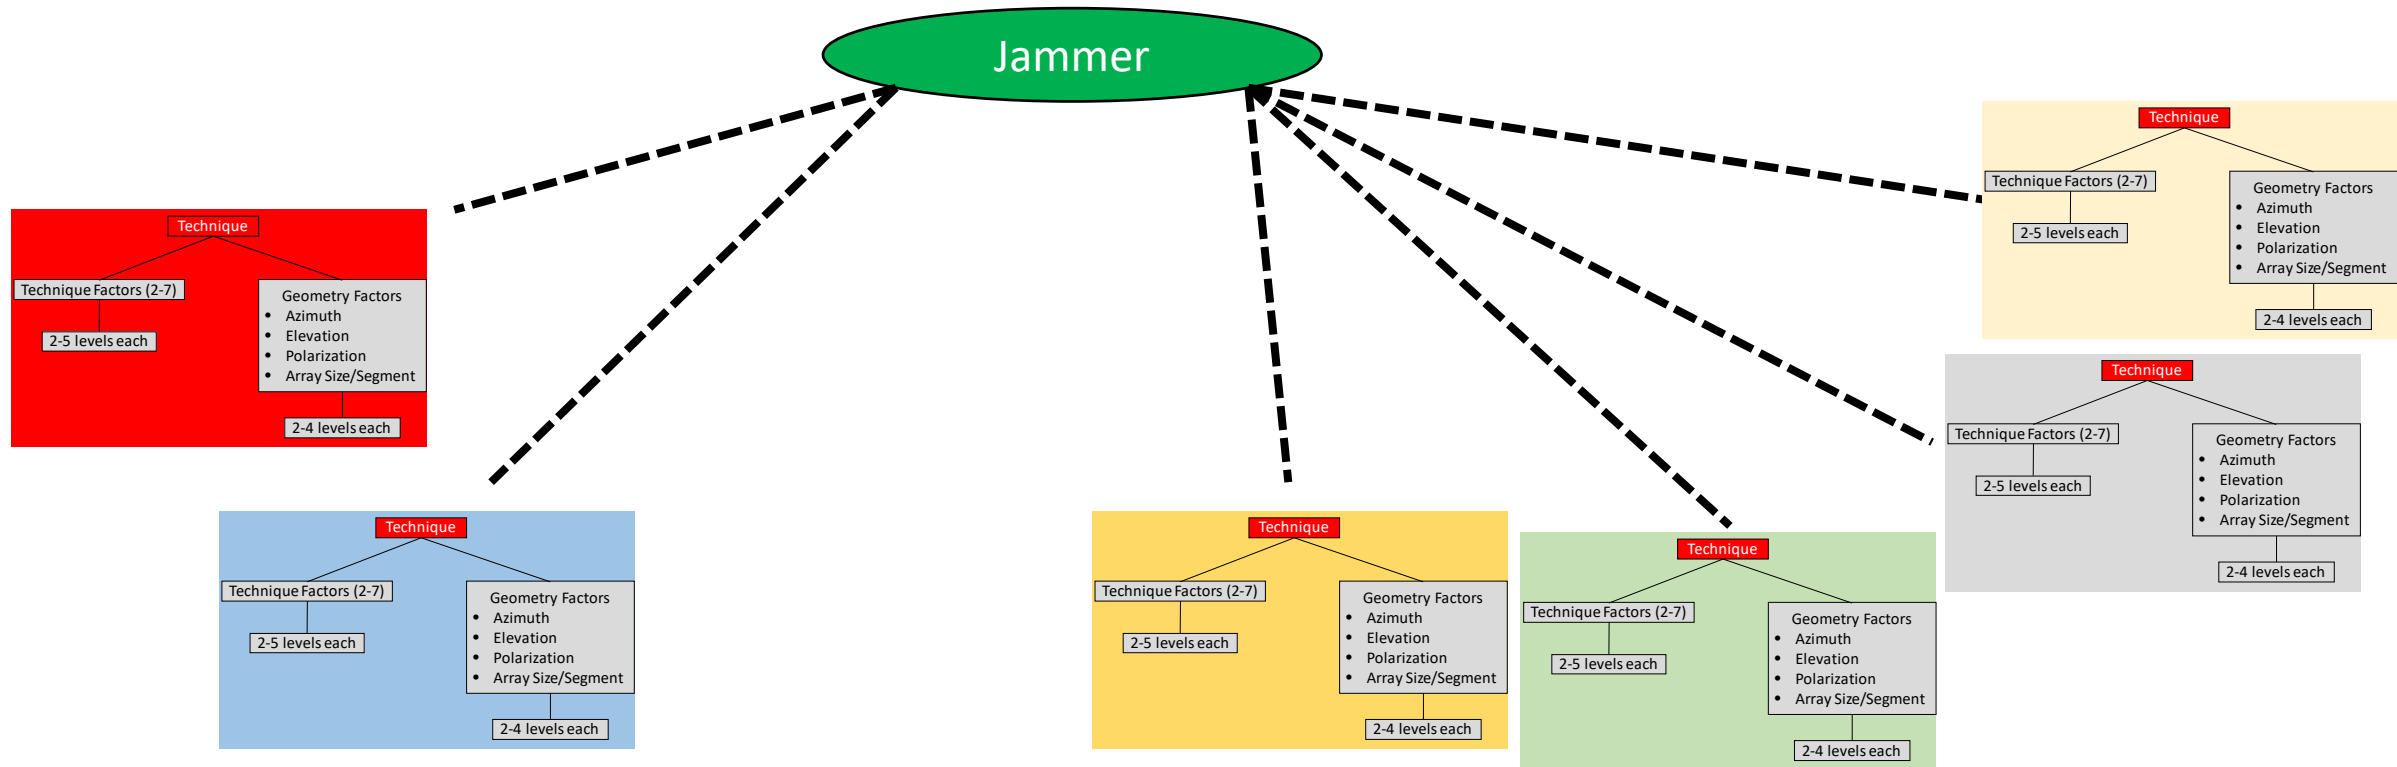 Jammer
Technique
Technique Factors (2-7)
2-5 levels each
Geometry Factors
• Azimuth
• Elevation
• Polarization
• Array Size/Segment
2-4 levels each
Technique
Technique Factors (2-7)
2-5 levels each
Geometry Factors
• Azimuth
• Elevation
• Polarization
• Array Size/Segment
2-4 levels each
Technique
Technique Factors (2-7)
2-5 levels each
Geometry Factors
• Azimuth
• Elevation
• Polarization
• Array Size/Segment
2-4 levels each
Technique
Technique Factors (2-7)
2-5 levels each
Geometry Factors
• Azimuth
• Elevation
• Polarization
• Array Size/Segment
2-4 levels each
Technique
Technique Factors (2-7)
2-5 levels each
Geometry Factors
• Azimuth
• Elevation
• Polarization
• Array Size/Segment
2-4 levels each
Technique
Technique Factors (2-7)
2-5 levels each
Geometry Factors
• Azimuth
• Elevation
• Polarization
• Array Size/Segment
2-4 levels each